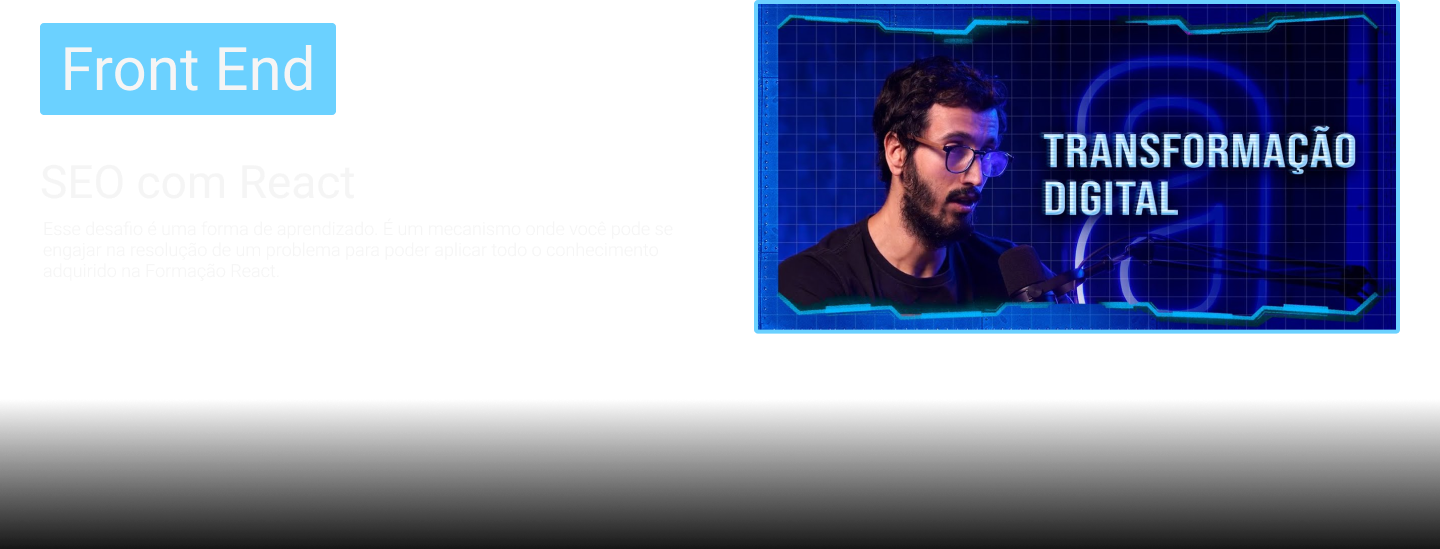 Front End
SEO com React
Esse desafio é uma forma de aprendizado. É um mecanismo onde você pode se
engajar na resolução de um problema para poder aplicar todo o conhecimento
adquirido na Formação React.
TRANSFORMAÇÃO
DIGITAL